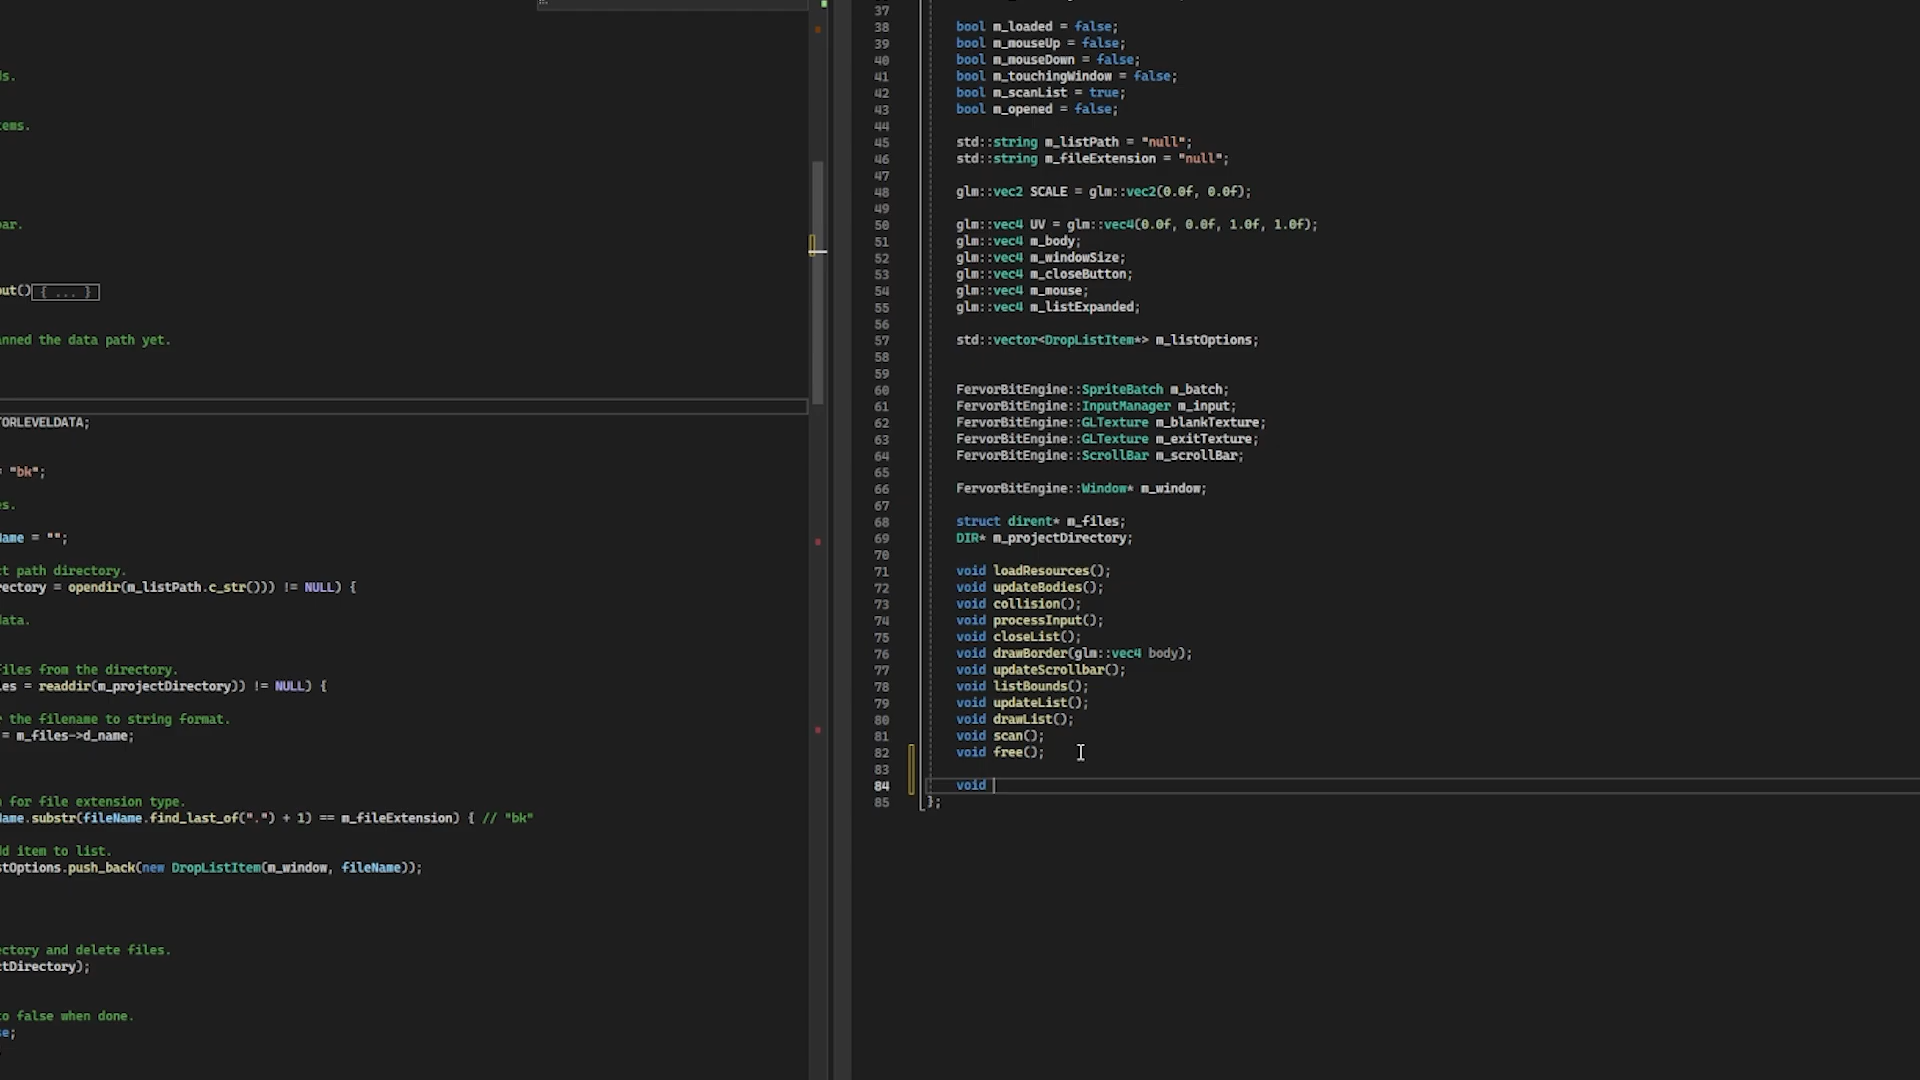 ds.
tems.
bar.
put(){ ... }
anned the data path yet.
TORLEVELDATA;
= "bk";
es.
Name = "";
ct path directory.
rectory = opendir(m_listPath.c_str())) != NULL) {
data.
files from the directory.
les = readdir(m_projectDirectory)) != NULL) {
r the filename to string format.
= m_files->d_name;
n for file extension type.
Name.substr(fileName.find_last_of(".") + 1) == m_fileExtension) { // "bk"
dd item to list.
stOptions.push_back(new DropListItem(m_window, fileName));
ectory and delete files.
ctDirectory);
to false when done.
se;
37
38 bool m_loaded = false;
39 bool m_mouseUp = false;
40 bool m_mouseDown = false;
41 bool m_touchingWindow = false;
42 bool m_scanList = true;
43 bool m_opened = false;
44
45 std::string m_listPath = "null";
46 std::string m_fileExtension = "null";
47
48 glm::vec2 SCALE = glm::vec2(0.0f, 0.0f);
49
50 glm::vec4 UV = glm::vec4(0.0f, 0.0f, 1.0f, 1.0f);
51 glm::vec4 m_body;
52 glm::vec4 m_windowSize;
53 glm::vec4 m_closeButton;
54 glm::vec4 m_mouse;
55 glm::vec4 m_listExpanded;
56
57 std::vector<DropListItem*> m_listOptions;
58
59
60 FervorBitEngine::SpriteBatch m_batch;
61 FervorBitEngine::InputManager m_input;
62 FervorBitEngine::GLTexture m_blankTexture;
63 FervorBitEngine::GLTexture m_exitTexture;
64 FervorBitEngine::ScrollBar m_scrollBar;
65
66 FervorBitEngine::Window* m_window;
67
68 struct dirent* m_files;
69 DIR* m_projectDirectory;
70
71 void loadResources();
72 void updateBodies();
73 void collision();
74 void processInput();
75 void closeList();
76 void drawBorder(glm::vec4 body);
77 void updateScrollbar();
78 void listBounds();
79 void updateList();
80 void drawList();
81 void scan();
82 void free();
83
84 void
85 };